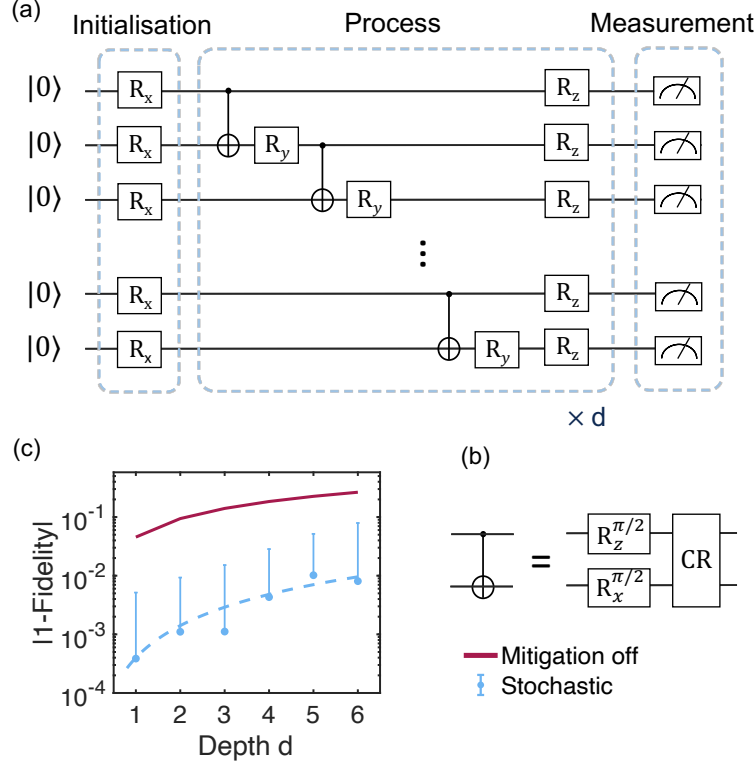 (a)
Initialisation Process Measurement
|0⟩ Rx Rz
|0⟩ Rx Ry Rz
|0⟩ Rx Ry Rz
⋮
|0⟩ Rx Rz
|0⟩ Rx Ry Rz
× d
(c)
|1-Fidelity|
10^-1
10^-2
10^-3
10^-4
1 2 3 4 5 6
Depth d
(b)
= R_z^{π/2} CR
R_x^{π/2}
Mitigation off
Stochastic